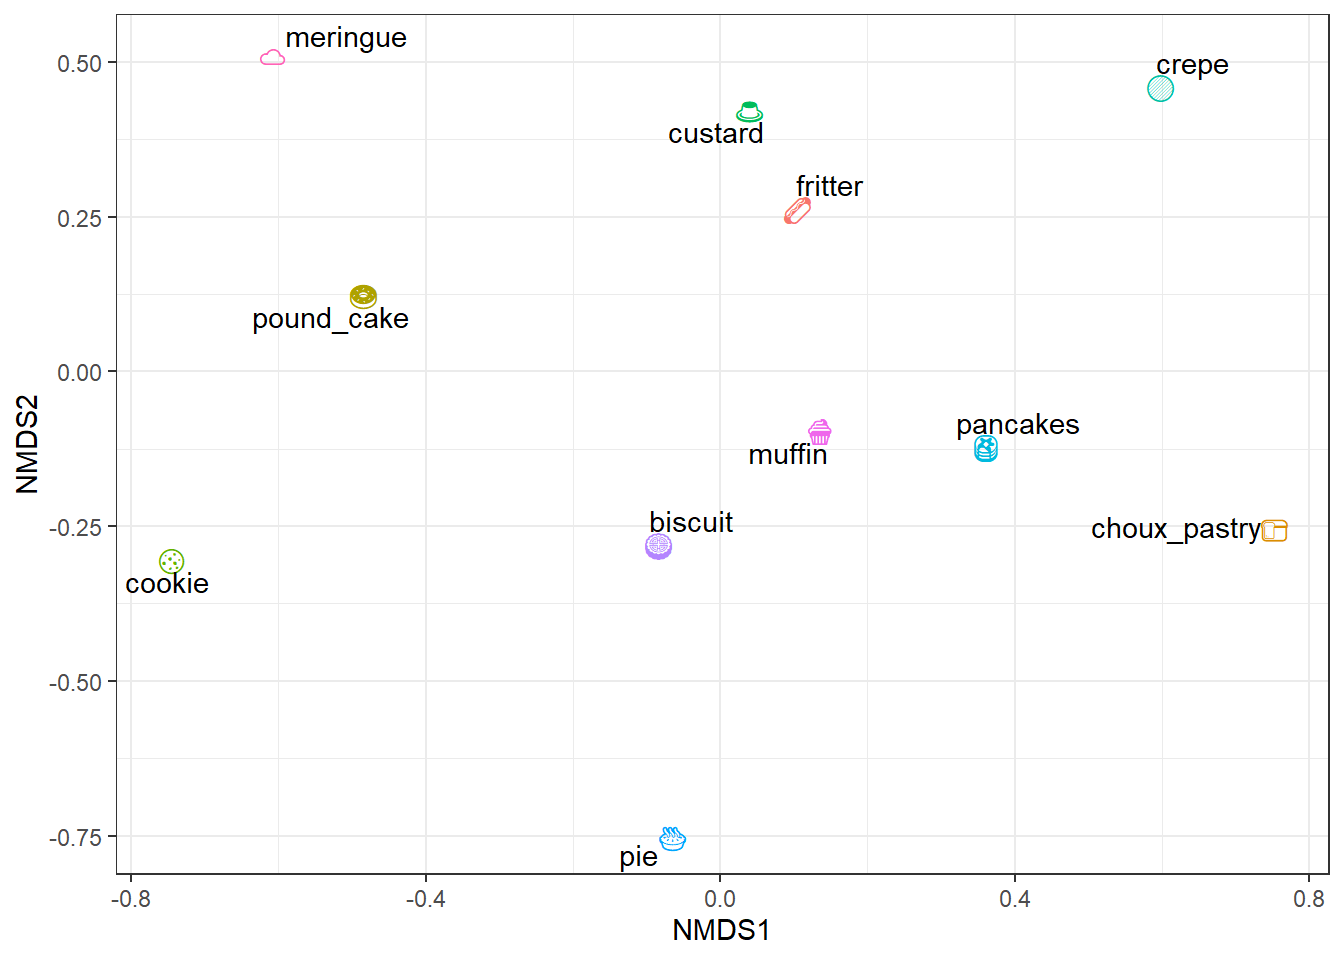 meringue
crepe
custard
fritter
pound_cake
pancakes
muffin
biscuit
choux_pastry
cookie
pie
0.50
0.25
0.00
-0.25
-0.50
-0.75
NMDS2
-0.8
-0.4
0.0
0.4
0.8
NMDS1